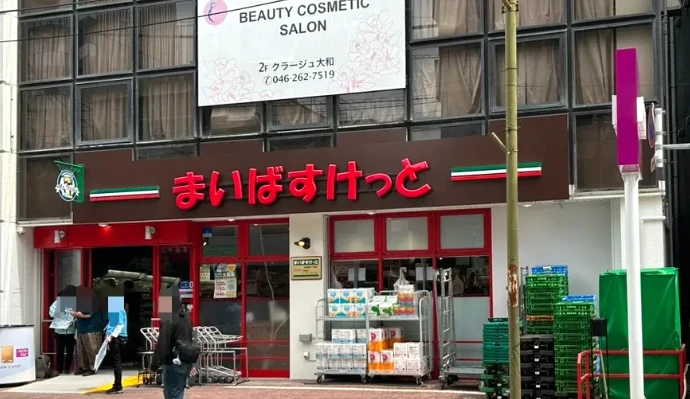 BEAUTY COSMETIC
SALON
2F クラージュ大和
✆046-262-7519
まいばすけっと